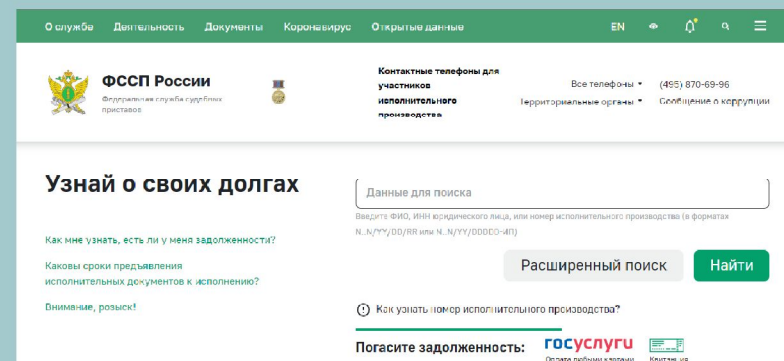 О службе Деятельность Документы Коронавирус Открытые данные EN
ФССП России
Федеральная служба судебных
приставов
Контактные телефоны для
участников
исполнительного
производства
Все телефоны
Территориальные органы
(495) 870-69-96
Сообщение о коррупции
Узнай о своих долгах
Как мне узнать, есть ли у меня задолженности?
Каковы сроки предъявления
исполнительных документов к исполнению?
Внимание, розыск!
Данные для поиска
Введите ФИО, ИНН юридического лица, или номер исполнительного производства (в форматах
N..N/YY/DD/RR или N..N/YY/DDDDD-ИП)
Расширенный поиск Найти
Как узнать номер исполнительного производства?
Погасите задолженность:
госуслуги
Оплата любыми картами
Квитанция